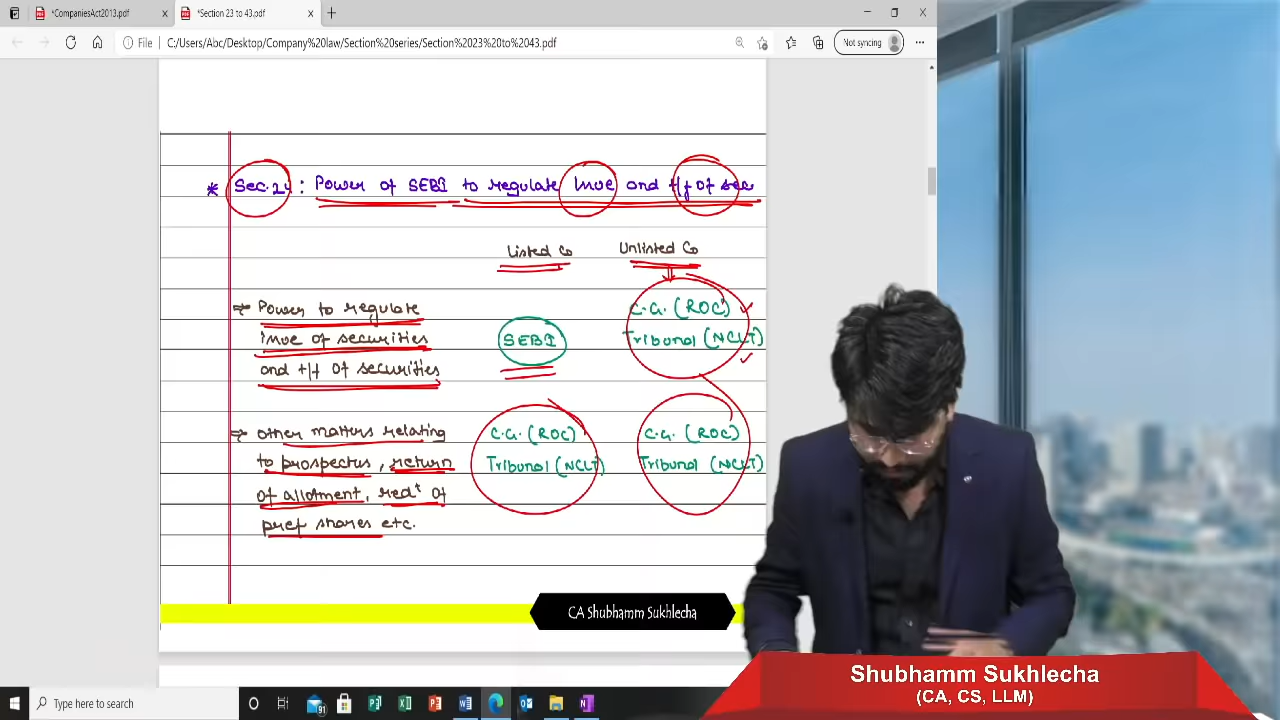 *CompaniesAct2013.pdf
*Section 23 to 43.pdf
File
C:/Users/Abc/Desktop/Company%20law/Section%20series/Section%2023%20to%2043.pdf
Not syncing
* Sec.24 : Power of SEBI to regulate issue and t/f of sec
Listed Co Unlisted Co
⇒ Power to regulate
issue of securities
and t/f of securities
SEBI
C.G. (ROC)
Tribunal (NCLT)
⇒ Other matters relating
to prospectus, return
of allotment, redⁿ of
pref shares etc.
C.G. (ROC)
Tribunal (NCLT)
C.G. (ROC)
Tribunal (NCLT)
CA Shubhamm Sukhlecha
Shubhamm Sukhlecha
(CA, CS, LLM)
Type here to search
91